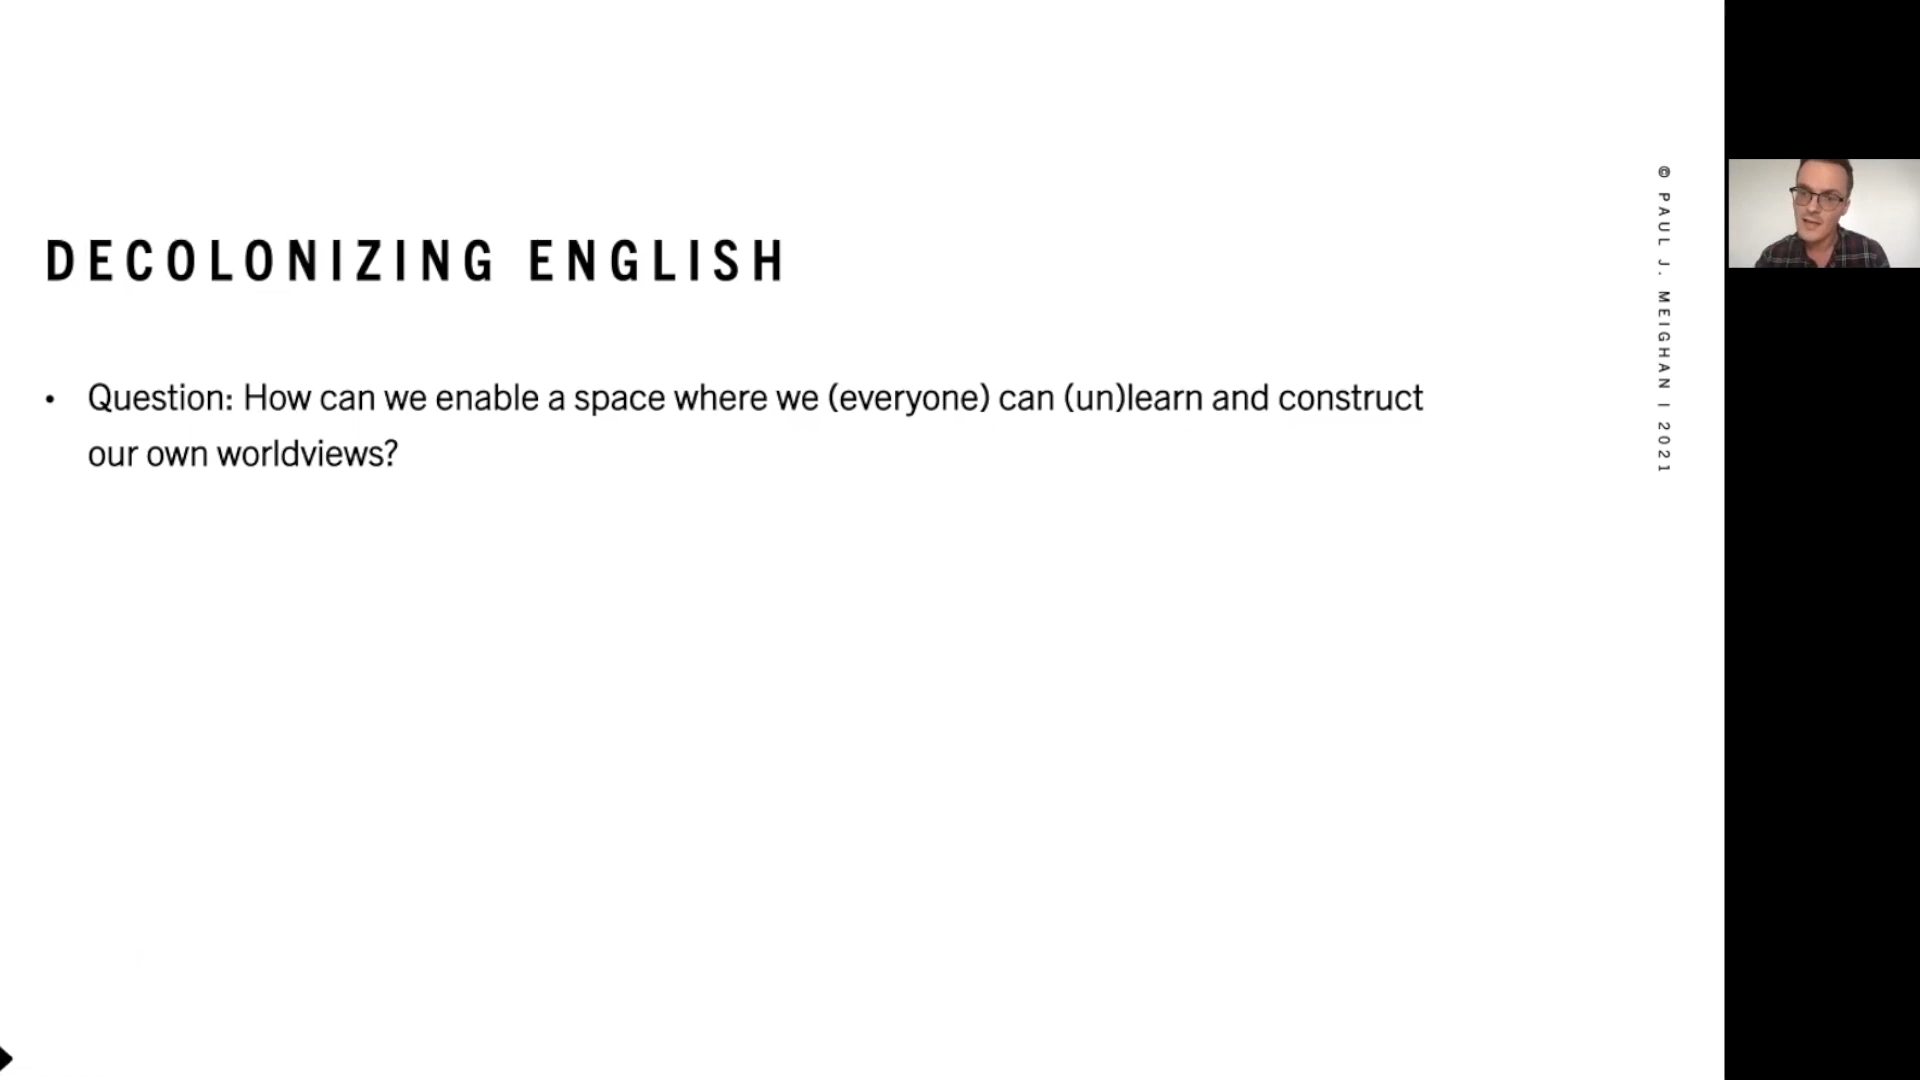 DECOLONIZING ENGLISH
• Question: How can we enable a space where we (everyone) can (un)learn and construct
our own worldviews?
© PAUL J. MEIGHAN | 2021